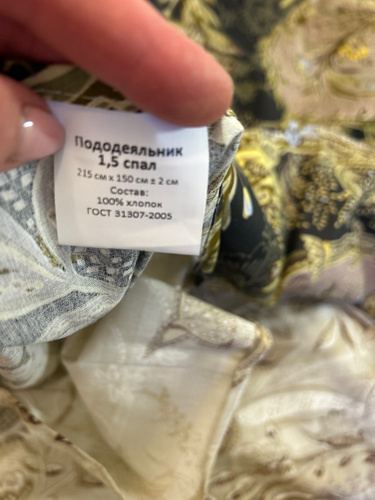 Пододеяльник
1,5 спал
215 см x 150 см ± 2 см
Состав:
100% хлопок
ГОСТ 31307-2005